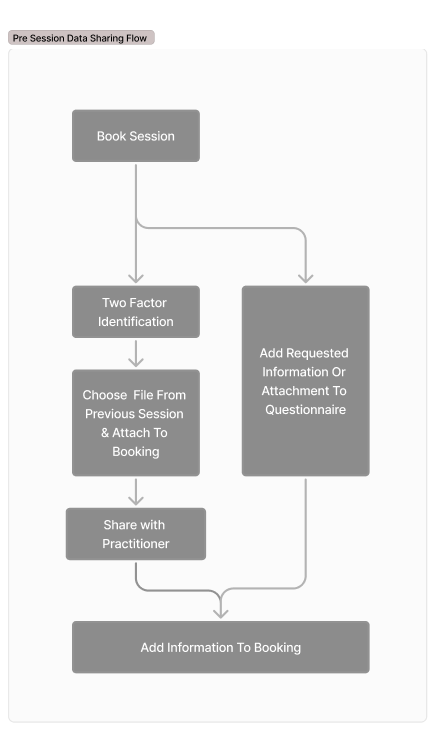 Pre Session Data Sharing Flow
Book Session
Two Factor
Identification
Choose File From
Previous Session
& Attach To
Booking
Share with
Practitioner
Add Requested
Information Or
Attachment To
Questionnaire
Add Information To Booking